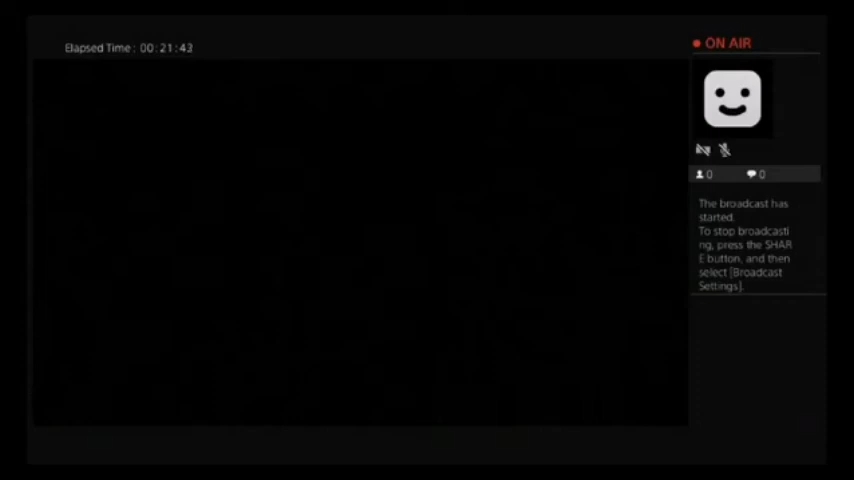 Elapsed Time : 00:21:43
ON AIR
0 0
The broadcast has
started.
To stop broadcasti
ng, press the SHAR
E button, and then
select [Broadcast
Settings].